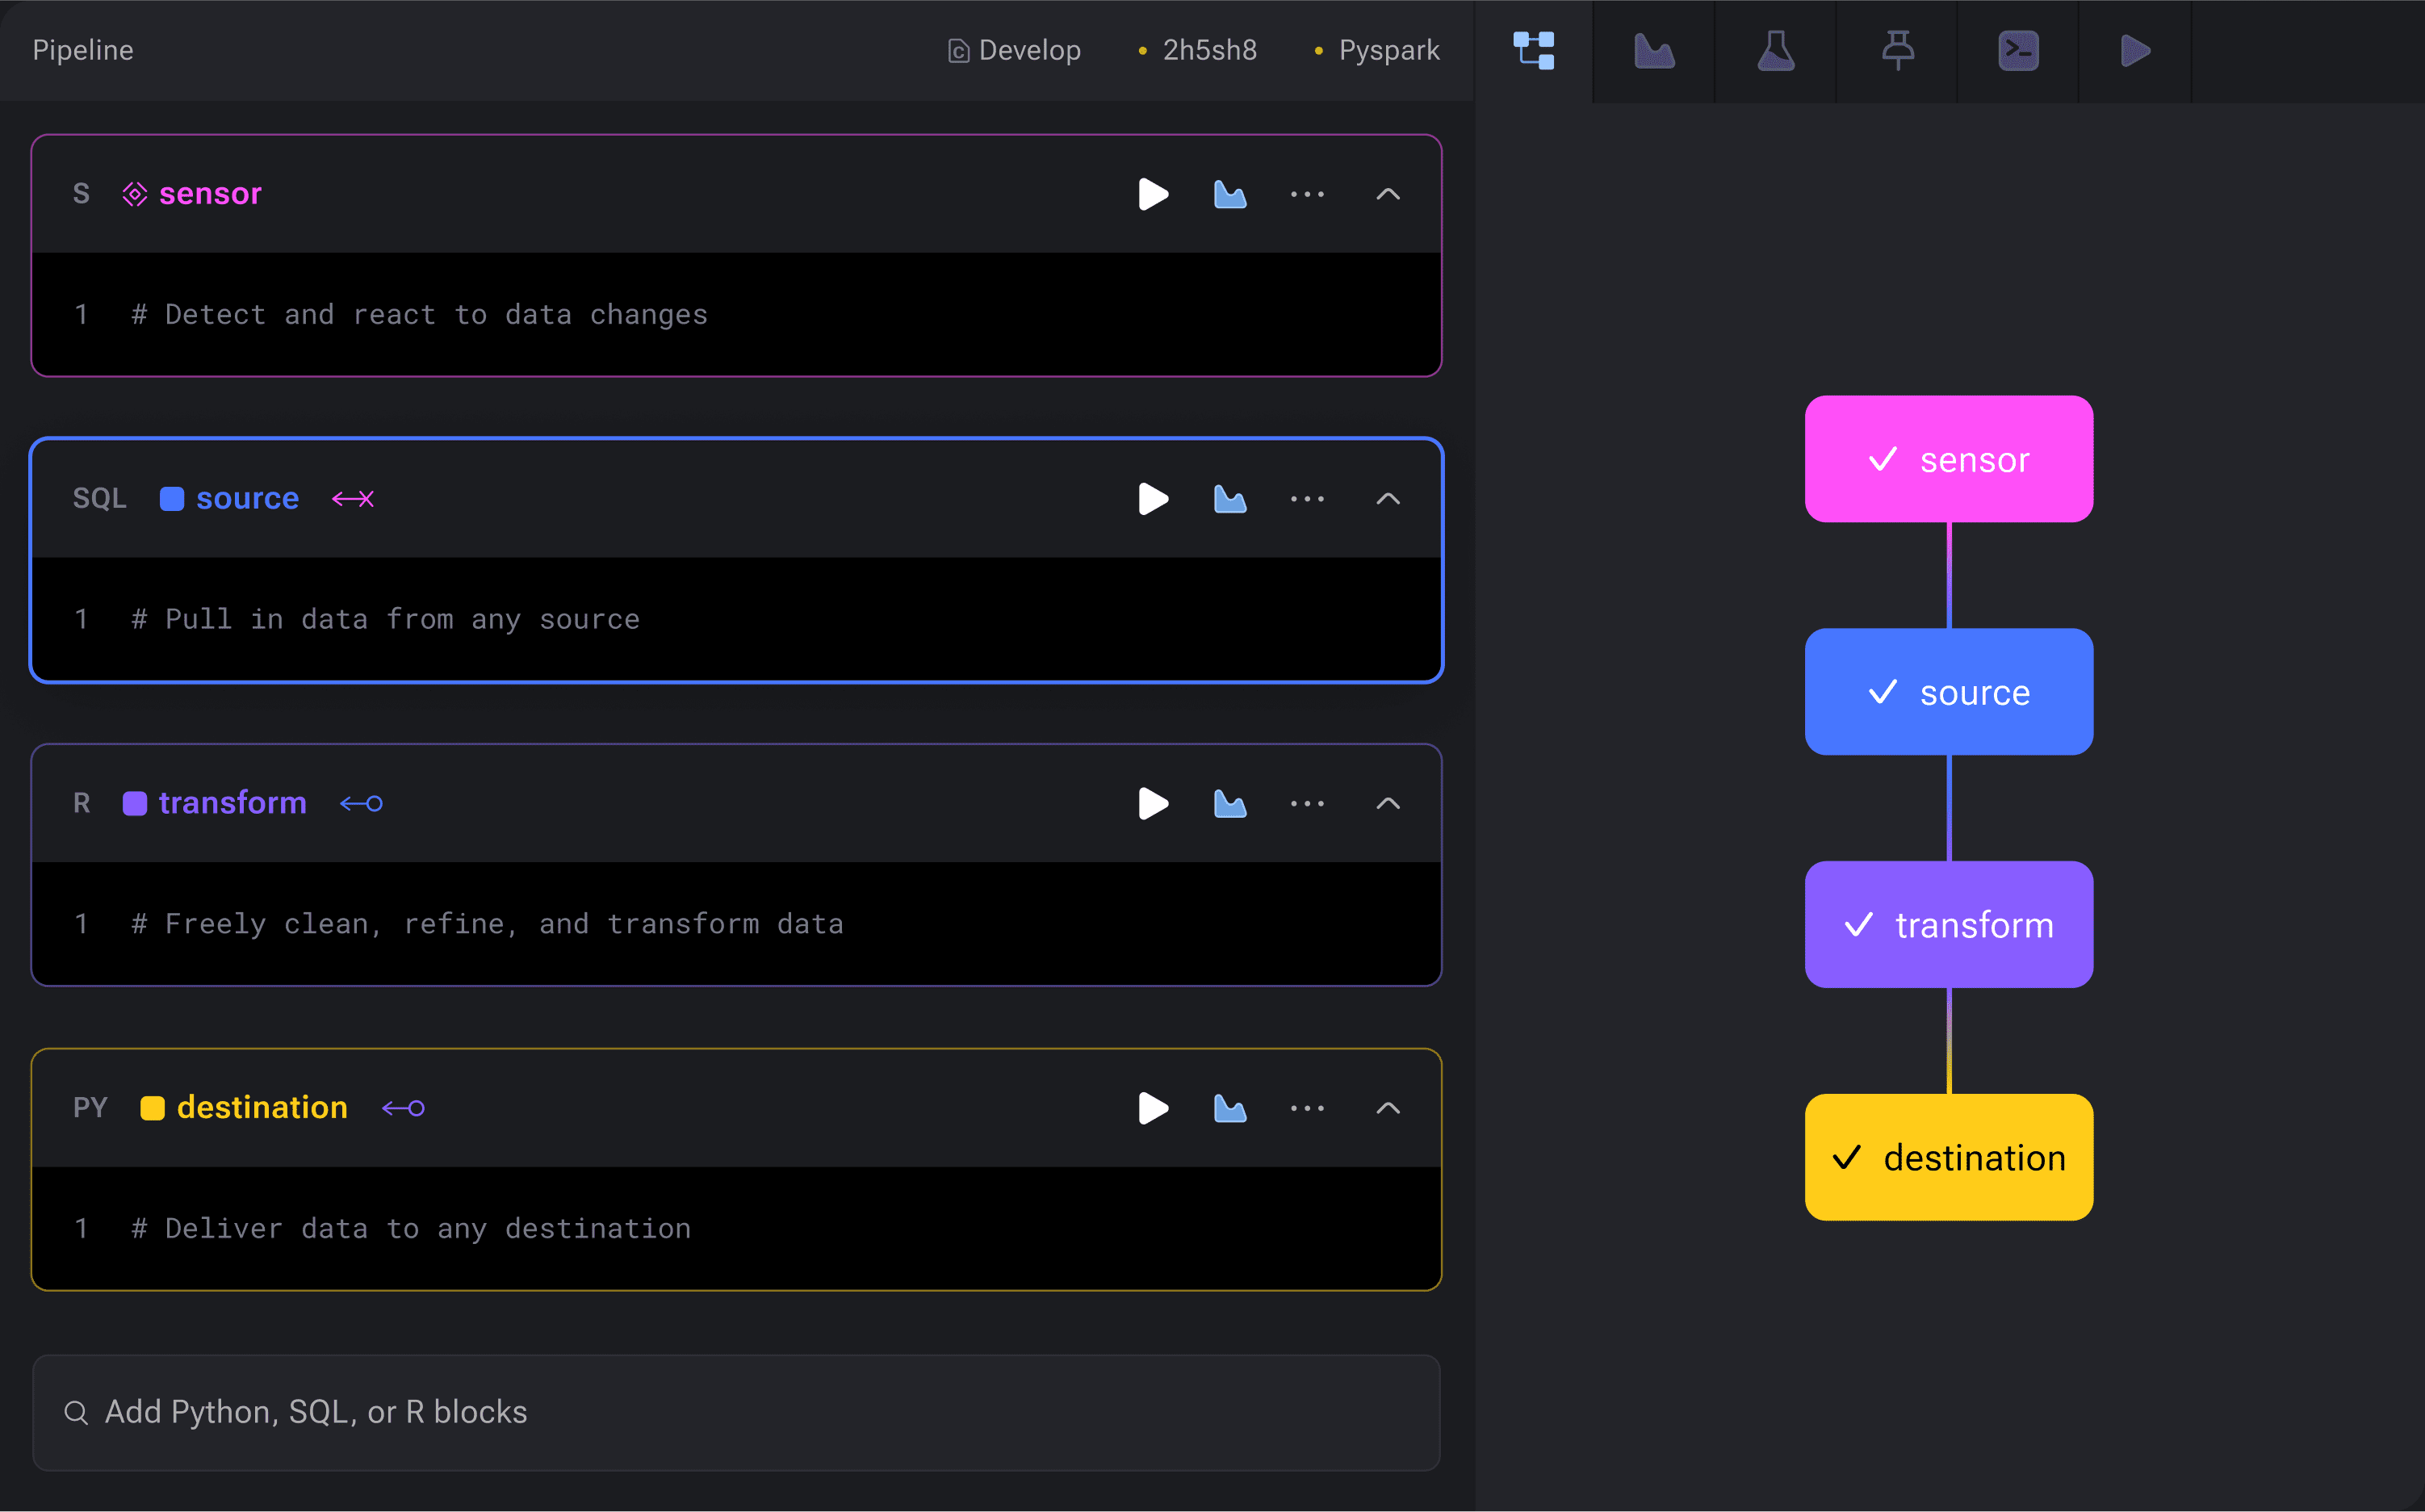 Pipeline
Develop
2h5sh8
Pyspark
S sensor
1 # Detect and react to data changes
SQL source
1 # Pull in data from any source
R transform
1 # Freely clean, refine, and transform data
PY destination
1 # Deliver data to any destination
Add Python, SQL, or R blocks
sensor
source
transform
destination